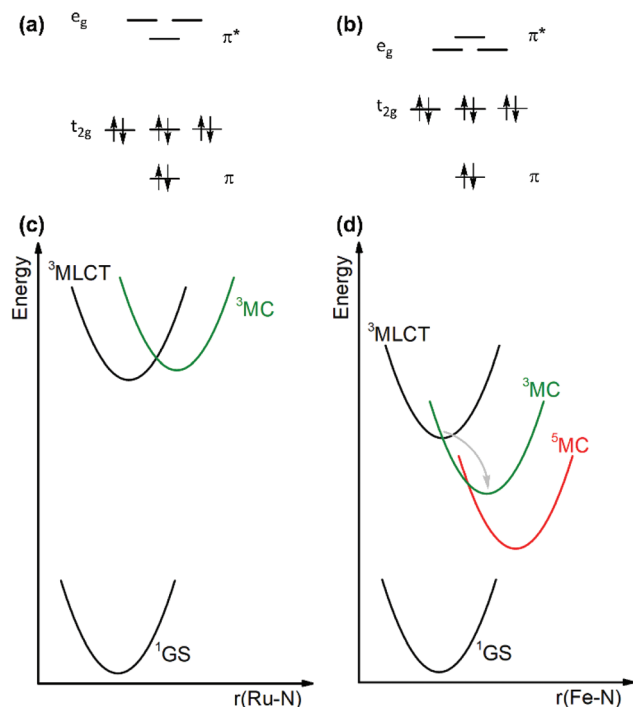 (a)
e_g
π*
t_2g
π
(b)
π*
e_g
t_2g
π
(c)
Energy
³MLCT
³MC
¹GS
r(Ru-N)
(d)
Energy
³MLCT
³MC
⁵MC
¹GS
r(Fe-N)